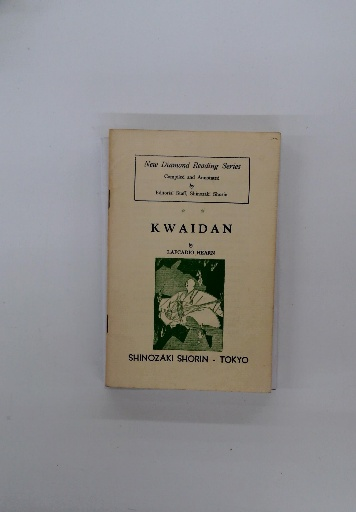 New Diamond Reading Series
Compiled and Annotated
by
Editorial Staff, Shinozaki Shorin
KWAIDAN
by
LAFCADIO HEARN
SHINOZAKI SHORIN - TOKYO